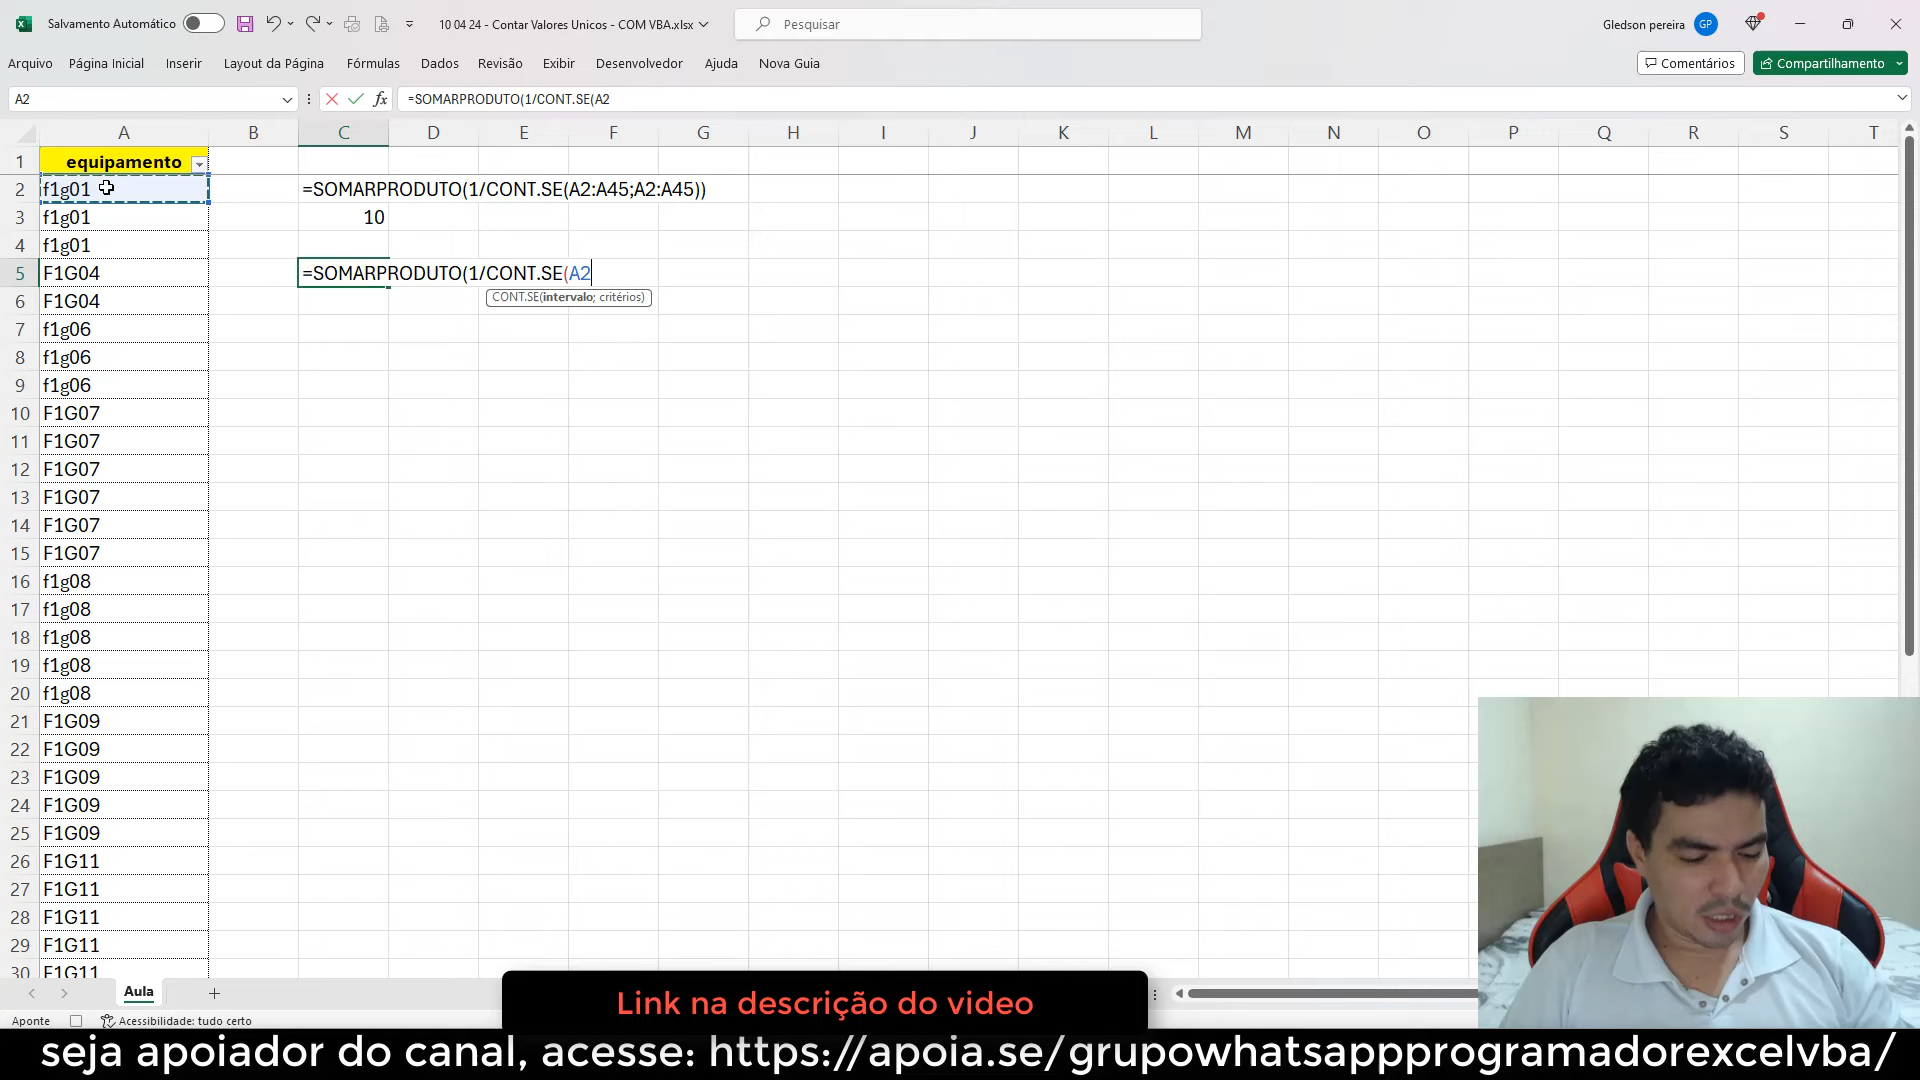 Salvamento Automático
10 04 24 - Contar Valores Unicos - COM VBA.xlsx
Pesquisar
Gledson pereira
GP
Arquivo Página Inicial Inserir Layout da Página Fórmulas Dados Revisão Exibir Desenvolvedor Ajuda Nova Guia
Comentários
Compartilhamento
A2
fx
=SOMARPRODUTO(1/CONT.SE(A2
A B C D E F G H I J K L M N O P Q R S T
1 equipamento
2 f1g01 =SOMARPRODUTO(1/CONT.SE(A2:A45;A2:A45))
3 f1g01 10
4 f1g01
5 F1G04 =SOMARPRODUTO(1/CONT.SE(A2
CONT.SE(intervalo; critérios)
6 F1G04
7 f1g06
8 f1g06
9 f1g06
10 F1G07
11 F1G07
12 F1G07
13 F1G07
14 F1G07
15 F1G07
16 f1g08
17 f1g08
18 f1g08
19 f1g08
20 f1g08
21 F1G09
22 F1G09
23 F1G09
24 F1G09
25 F1G09
26 F1G11
27 F1G11
28 F1G11
29 F1G11
30 F1G11
Aula
Link na descrição do video
Aponte
Acessibilidade: tudo certo
seja apoiador do canal, acesse: https://apoia.se/grupowhatsappprogramadorexcelvba/